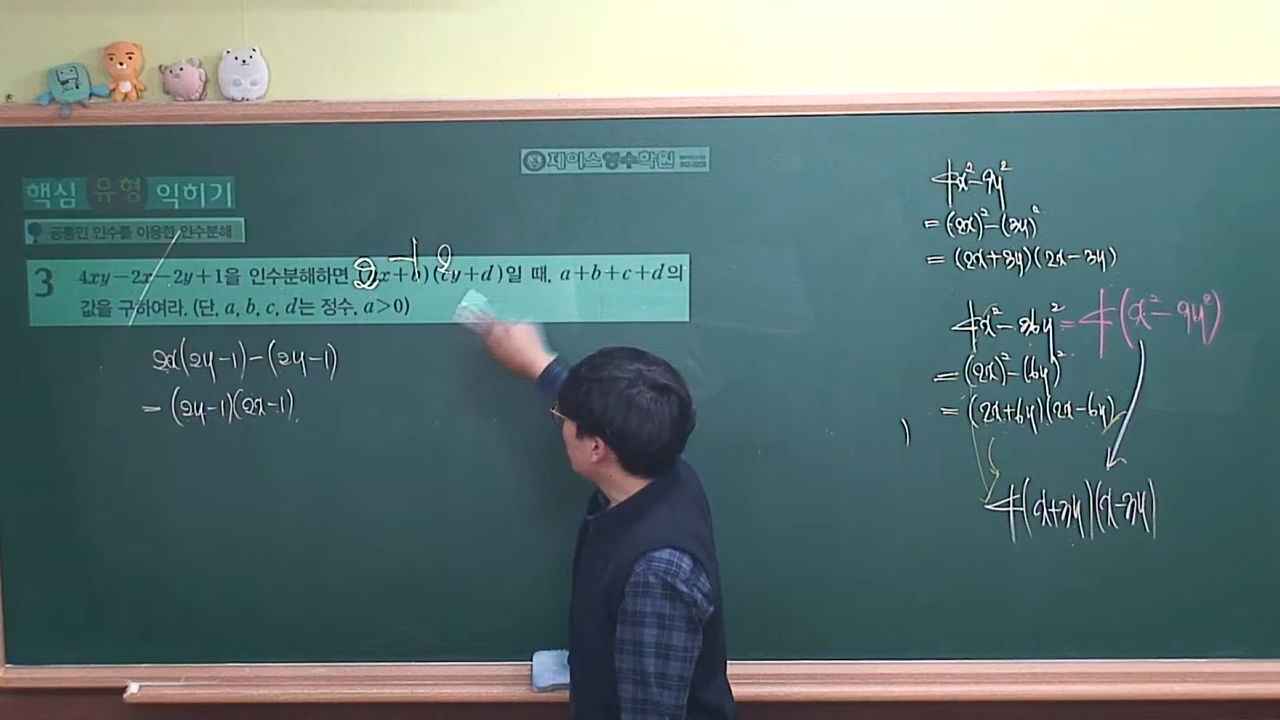 제이스영수학원
핵심 유형 익히기
공통인 인수를 이용한 인수분해
3 4xy-2x-2y+1을 인수분해하면 (ax+b)(cy+d)일 때, a+b+c+d의
값을 구하여라. (단, a, b, c, d는 정수, a>0)
2 -1 2
2x(2y-1)-(2y-1)
= (2y-1)(2x-1)
4x²-9y²
= (2x)²-(3y)²
= (2x+3y)(2x-3y)
4x²-36y² = 4(x²-9y²)
= (2x)²-(6y)²
= (2x+6y)(2x-6y)
4(x+3y)(x-3y)